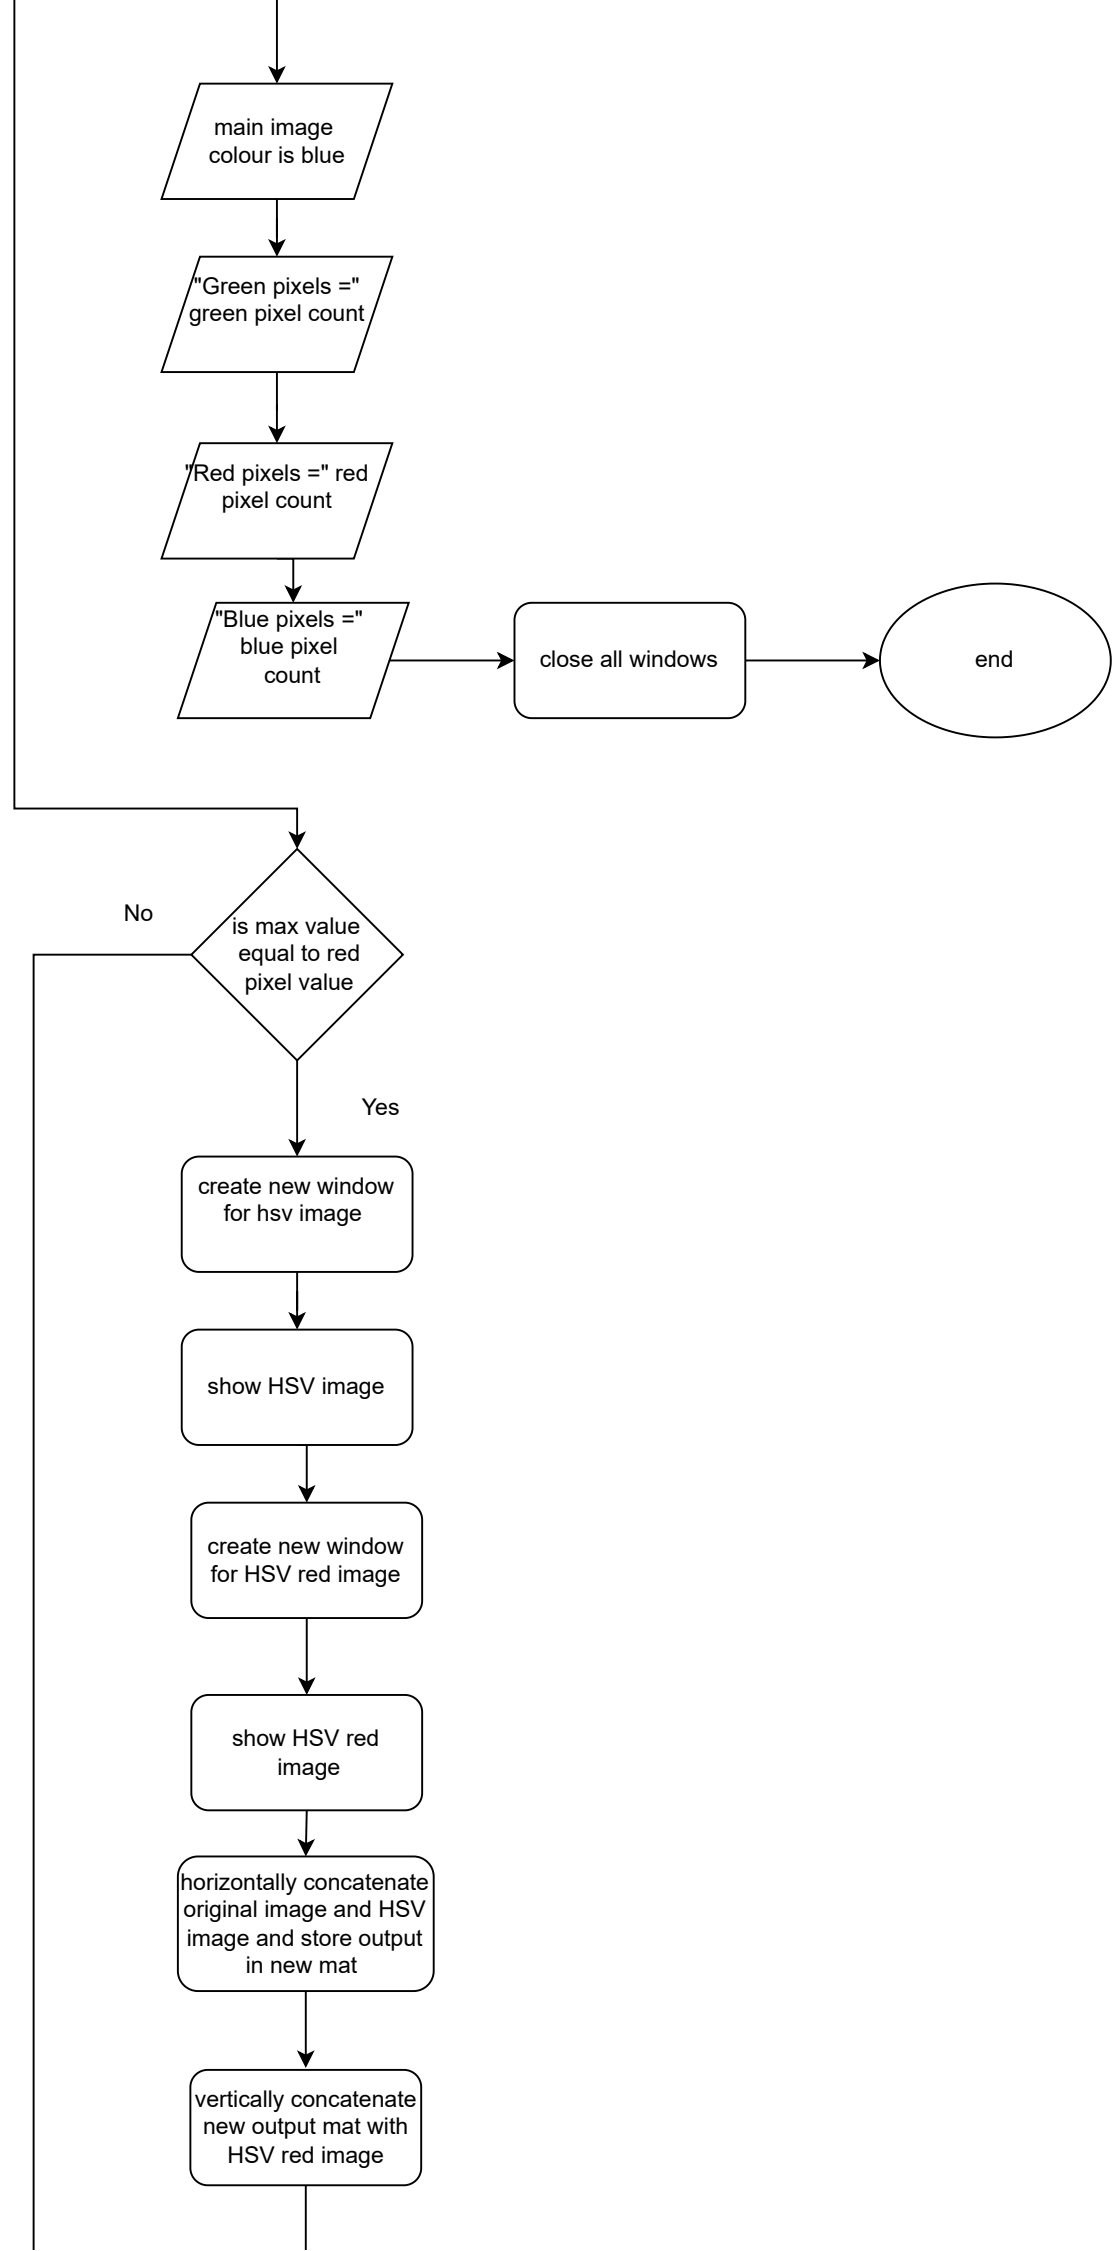 main image
colour is blue
"Green pixels ="
green pixel count
"Red pixels =" red
pixel count
"Blue pixels ="
blue pixel
count
close all windows
end
No
is max value
equal to red
pixel value
Yes
create new window
for hsv image
show HSV image
create new window
for HSV red image
show HSV red
image
horizontally concatenate
original image and HSV
image and store output
in new mat
vertically concatenate
new output mat with
HSV red image